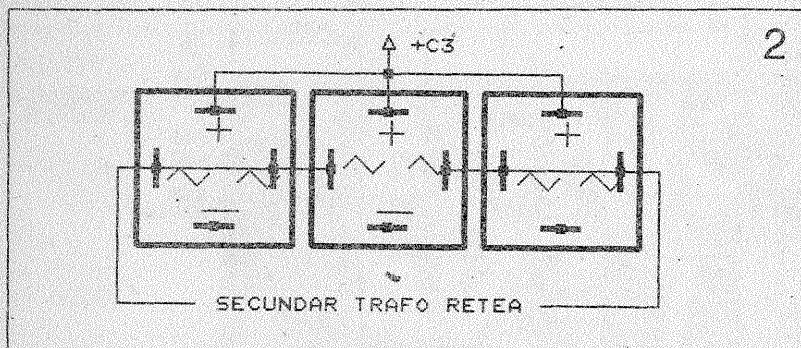 2
+C3
+ + +
SECUNDAR TRAFO RETEA